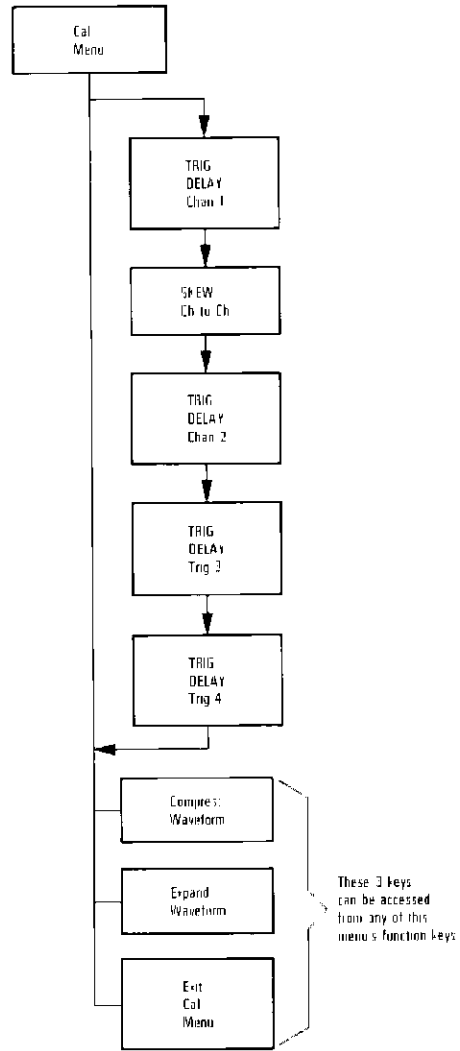 Cal
Menu
TRIG
DELAY
Chan 1
SKEW
Ch to Ch
TRIG
DELAY
Chan 2
TRIG
DELAY
Trig 3
TRIG
DELAY
Trig 4
Compress
Waveform
Expand
Waveform
Exit
Cal
Menu
These 3 keys
can be accessed
from any of this
menu's function keys